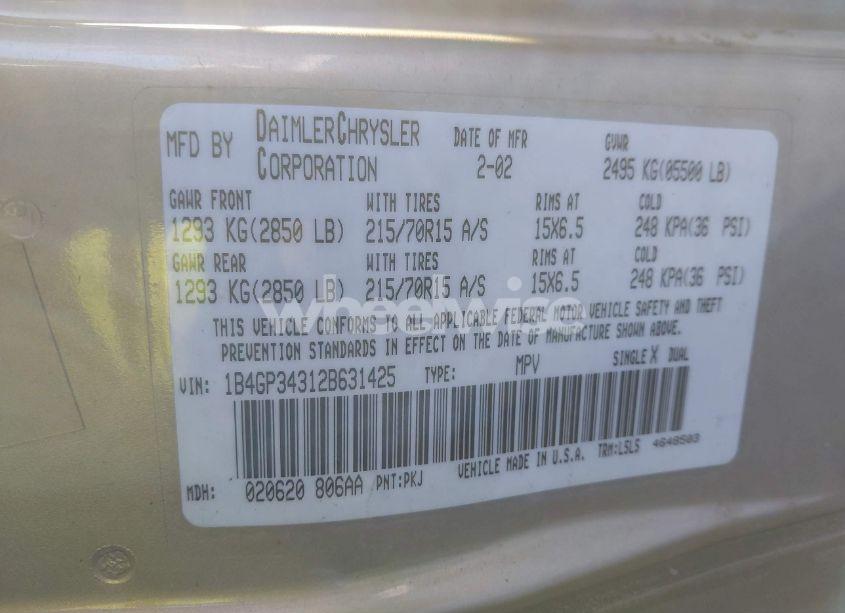 MFD BY DAIMLERCHRYSLER CORPORATION DATE OF MFR 2-02 GVWR 2495 KG(05500 LB)
GAWR FRONT WITH TIRES RIMS AT COLD
1293 KG(2850 LB) 215/70R15 A/S 15X6.5 248 KPA(36 PSI)
GAWR REAR WITH TIRES RIMS AT COLD
1293 KG(2850 LB) 215/70R15 A/S 15X6.5 248 KPA(36 PSI)
wheelwise
THIS VEHICLE CONFORMS TO ALL APPLICABLE FEDERAL MOTOR VEHICLE SAFETY AND THEFT
PREVENTION STANDARDS IN EFFECT ON THE DATE OF MANUFACTURE SHOWN ABOVE.
VIN: 1B4GP34312B631425 TYPE: MPV SINGLE X DUAL
VEHICLE MADE IN U.S.A. TRM:LSLS 4648503
MDH: 020620 806AA PNT:PKJ